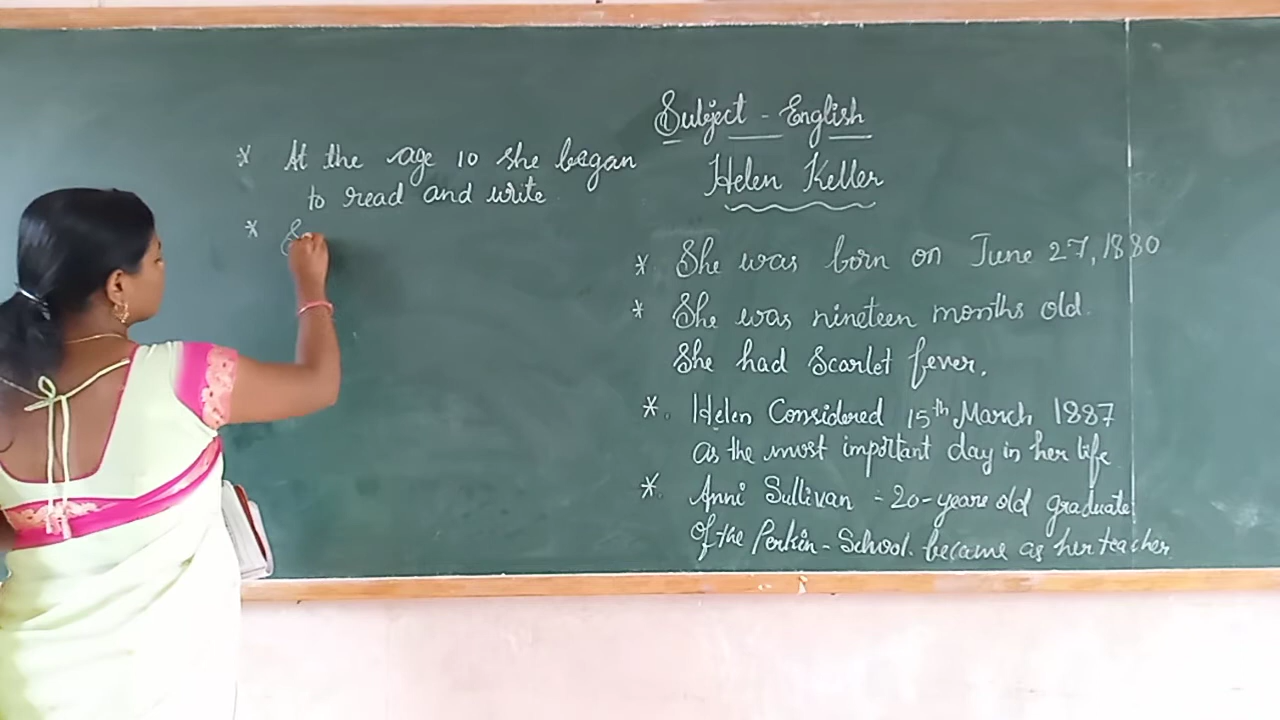 Subject - English
Helen Keller
* She was born on June 27, 1880
* She was nineteen months old.
She had Scarlet fever.
* Helen Considered 15th March 1887
as the most important day in her life
* Anni Sullivan - 20-years old graduate
of the Perkin - School. became as her teacher
* At the age 10 she began
to read and write
* S